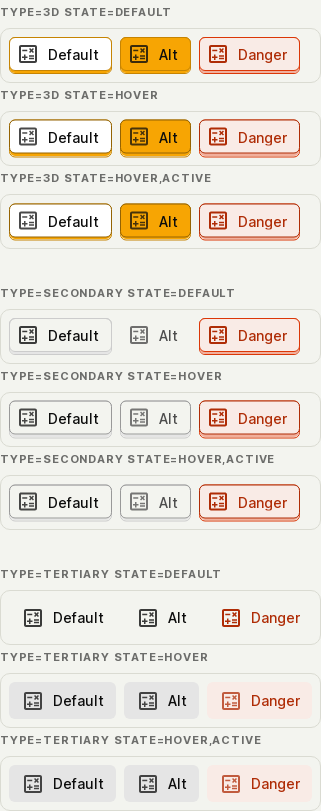 TYPE=3D STATE=DEFAULT
Default Alt Danger
TYPE=3D STATE=HOVER
Default Alt Danger
TYPE=3D STATE=HOVER,ACTIVE
Default Alt Danger
TYPE=SECONDARY STATE=DEFAULT
Default Alt Danger
TYPE=SECONDARY STATE=HOVER
Default Alt Danger
TYPE=SECONDARY STATE=HOVER,ACTIVE
Default Alt Danger
TYPE=TERTIARY STATE=DEFAULT
Default Alt Danger
TYPE=TERTIARY STATE=HOVER
Default Alt Danger
TYPE=TERTIARY STATE=HOVER,ACTIVE
Default Alt Danger